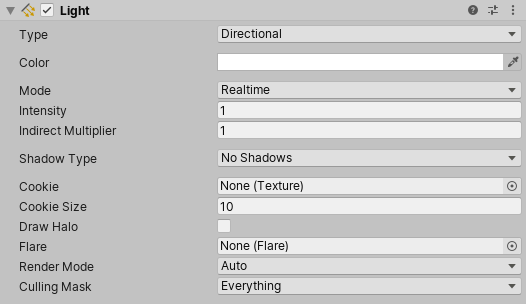 Light
Type Directional
Color
Mode Realtime
Intensity 1
Indirect Multiplier 1
Shadow Type No Shadows
Cookie None (Texture)
Cookie Size 10
Draw Halo
Flare None (Flare)
Render Mode Auto
Culling Mask Everything